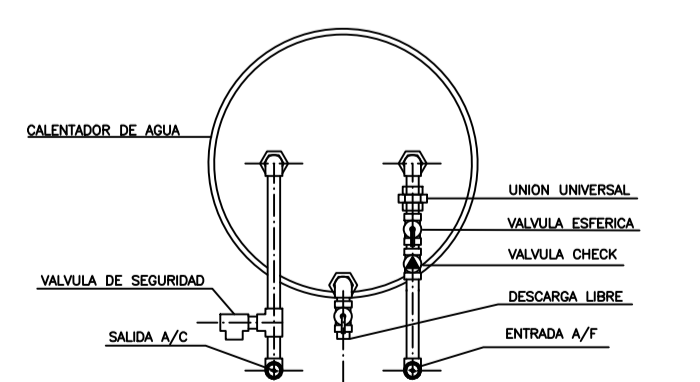 CALENTADOR DE AGUA
UNION UNIVERSAL
VALVULA ESFERICA
VALVULA CHECK
VALVULA DE SEGURIDAD
DESCARGA LIBRE
SALIDA A/C
ENTRADA A/F